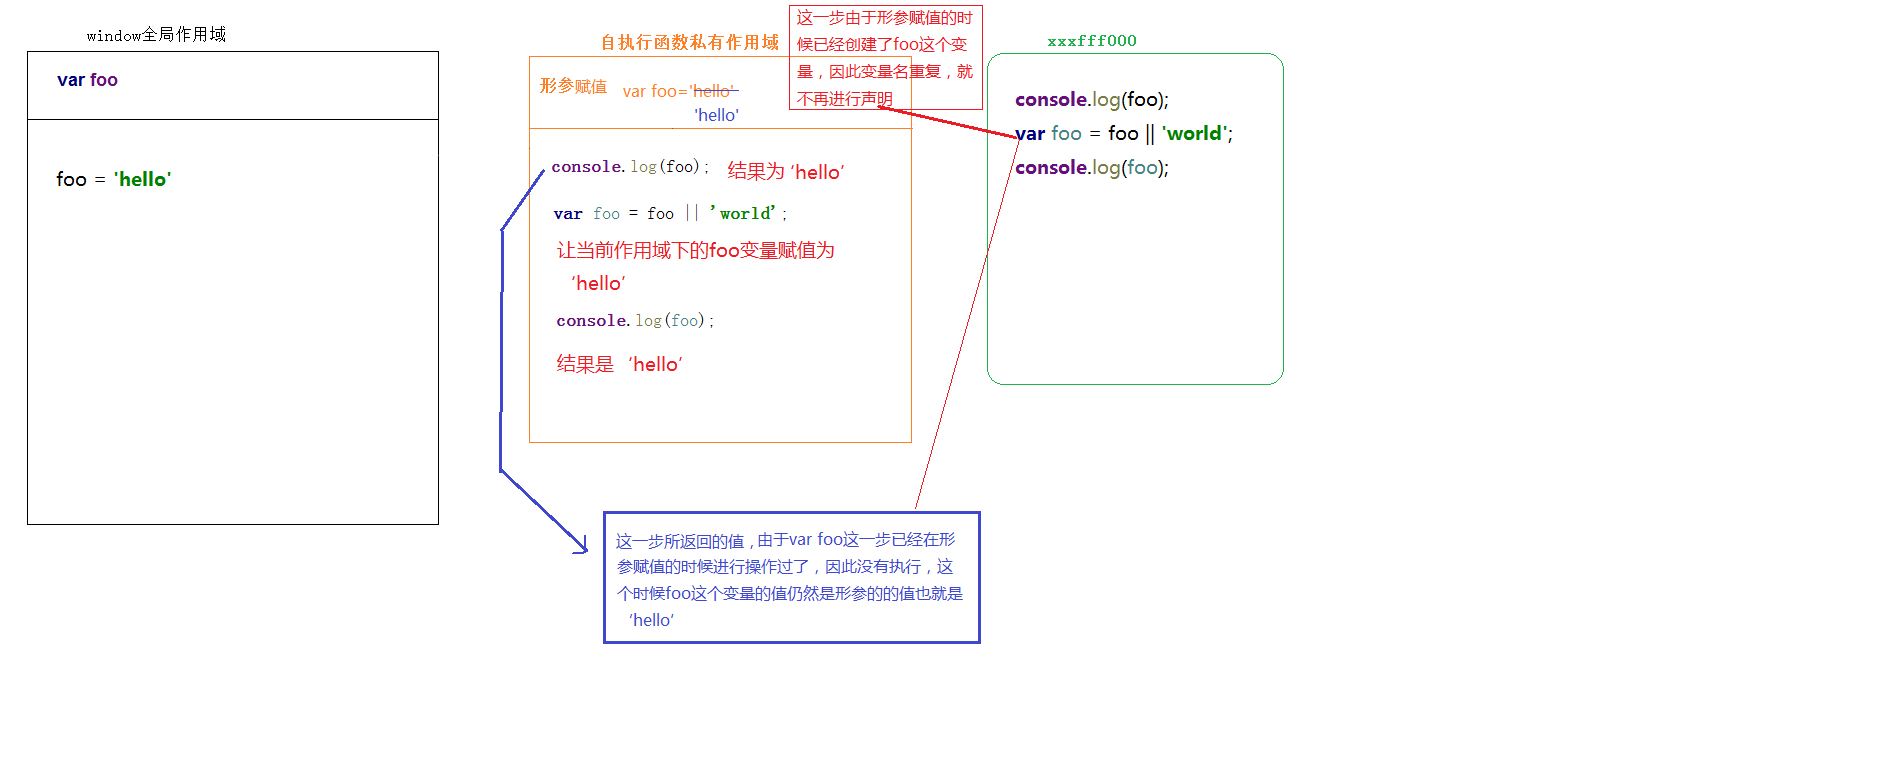 window全局作用域
var foo
foo = 'hello'
自执行函数私有作用域
形参赋值 var foo='hello'
'hello'
console.log(foo); 结果为 ‘hello’
var foo = foo || 'world';
让当前作用域下的foo变量赋值为
‘hello’
console.log(foo);
结果是 ‘hello’
这一步由于形参赋值的时
候已经创建了foo这个变
量，因此变量名重复，就
不再进行声明
xxxfff000
console.log(foo);
var foo = foo || 'world';
console.log(foo);
这一步所返回的值，由于var foo这一步已经在形
参赋值的时候进行操作过了，因此没有执行，这
个时候foo这个变量的值仍然是形参的的值也就是
‘hello’